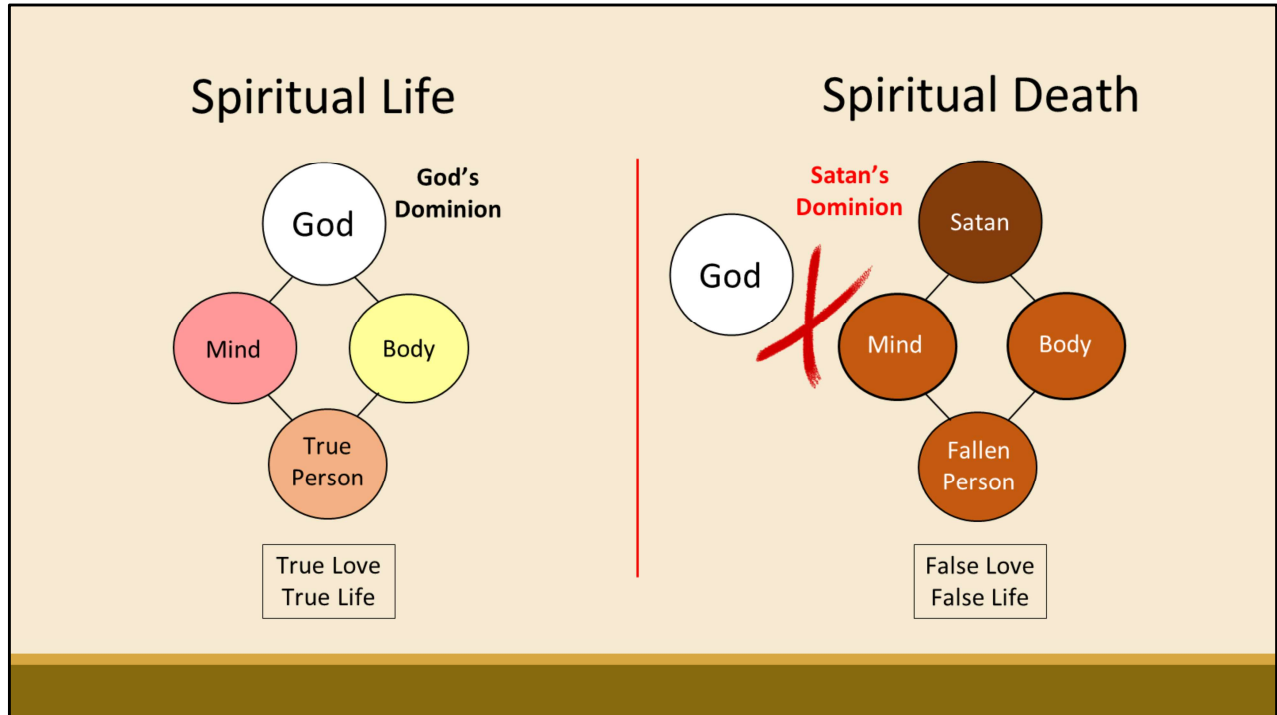 Spiritual Life
God
God's
Dominion
Mind
Body
True
Person
True Love
True Life
Spiritual Death
God
Satan's
Dominion
Satan
Mind
Body
Fallen
Person
False Love
False Life